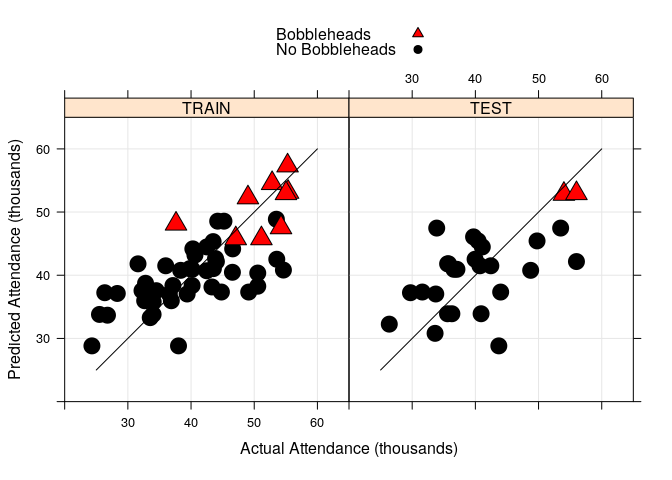 Bobbleheads
No Bobbleheads
30 40 50 60
TRAIN TEST
Predicted Attendance (thousands)
60
50
40
30
30 40 50 60
Actual Attendance (thousands)